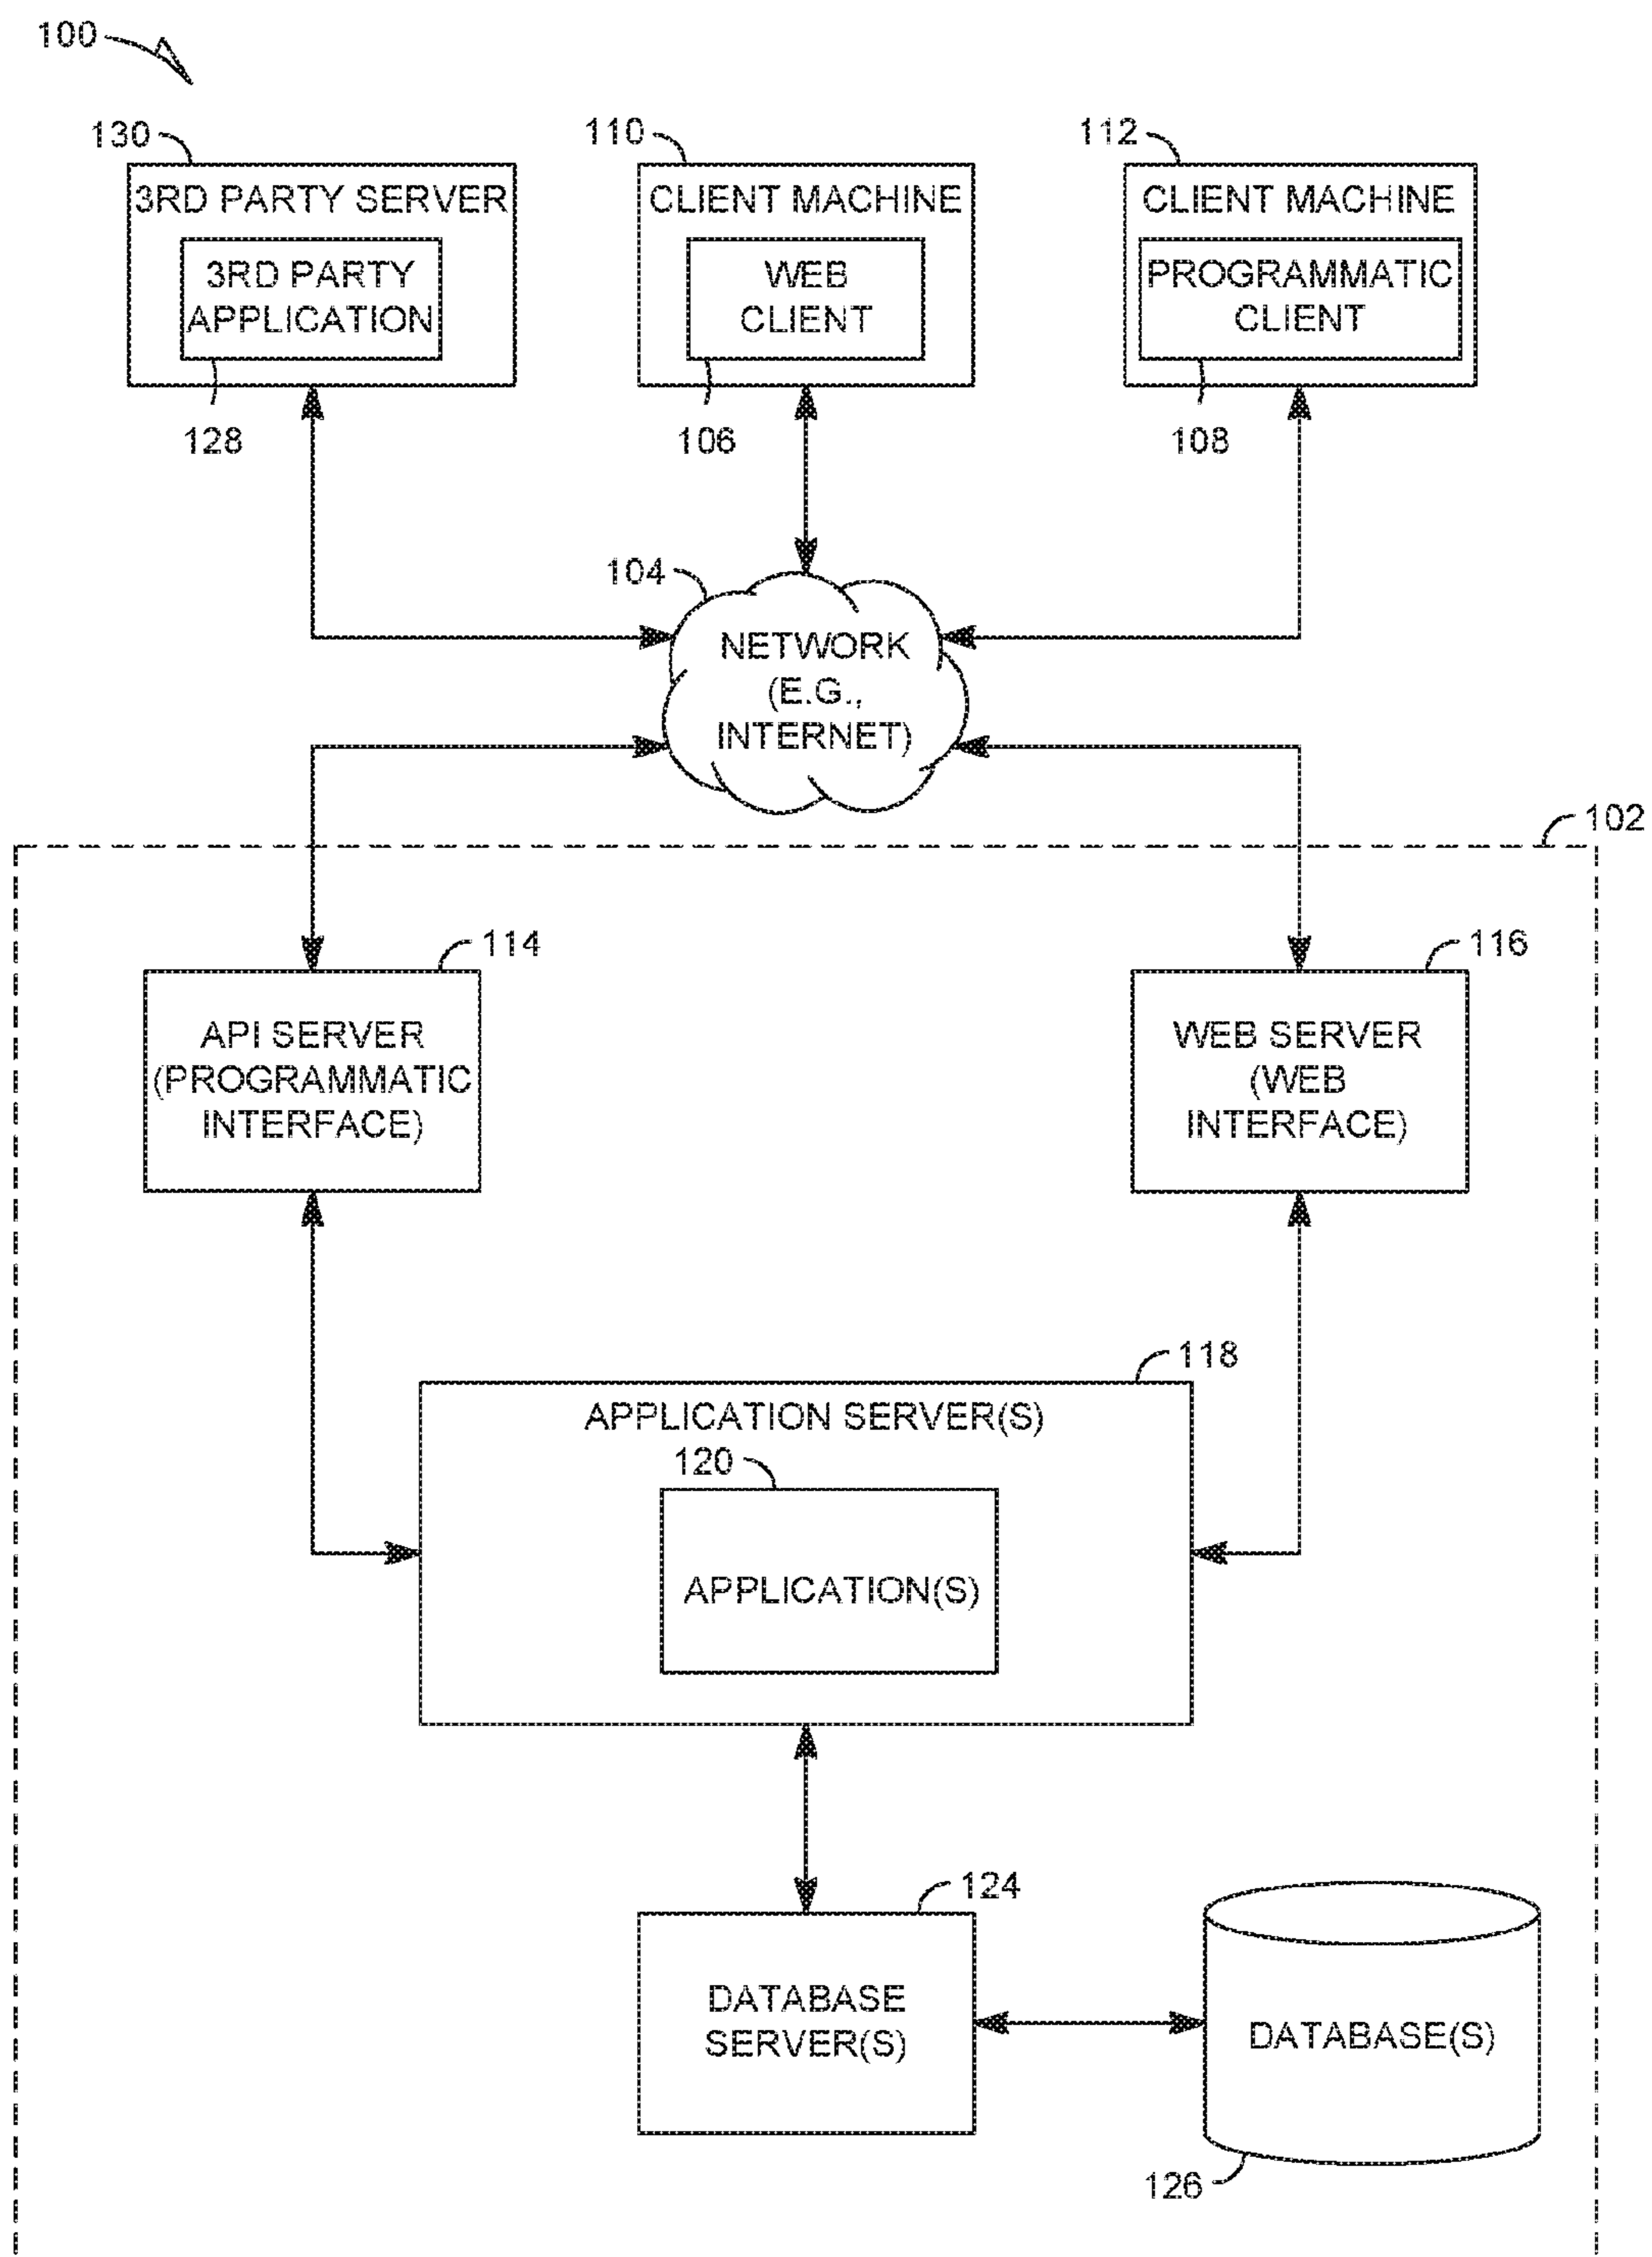 100
130
110
112
3RD PARTY SERVER
CLIENT MACHINE
CLIENT MACHINE
3RD PARTY
APPLICATION
WEB
CLIENT
PROGRAMMATIC
CLIENT
128
106
108
104
NETWORK
(E.G.,
INTERNET)
102
114
116
API SERVER
(PROGRAMMATIC
INTERFACE)
WEB SERVER
(WEB
INTERFACE)
118
APPLICATION SERVER(S)
120
APPLICATION(S)
124
DATABASE
SERVER(S)
DATABASE(S)
126